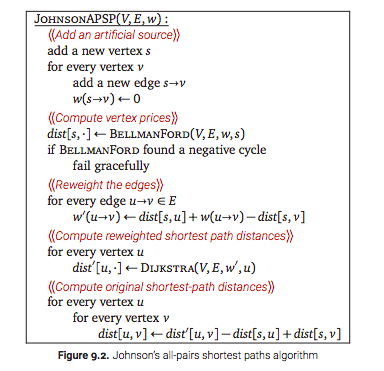 JOHNSONAPSP(V, E, w):
⟨⟨Add an artificial source⟩⟩
add a new vertex s
for every vertex v
add a new edge s→v
w(s→v) ← 0
⟨⟨Compute vertex prices⟩⟩
dist[s, ·] ← BELLMANFORD(V, E, w, s)
if BELLMANFORD found a negative cycle
fail gracefully
⟨⟨Reweight the edges⟩⟩
for every edge u→v ∈ E
w′(u→v) ← dist[s, u] + w(u→v) − dist[s, v]
⟨⟨Compute reweighted shortest path distances⟩⟩
for every vertex u
dist′[u, ·] ← DIJKSTRA(V, E, w′, u)
⟨⟨Compute original shortest-path distances⟩⟩
for every vertex u
for every vertex v
dist[u, v] ← dist′[u, v] − dist[s, u] + dist[s, v]
Figure 9.2. Johnson's all-pairs shortest paths algorithm